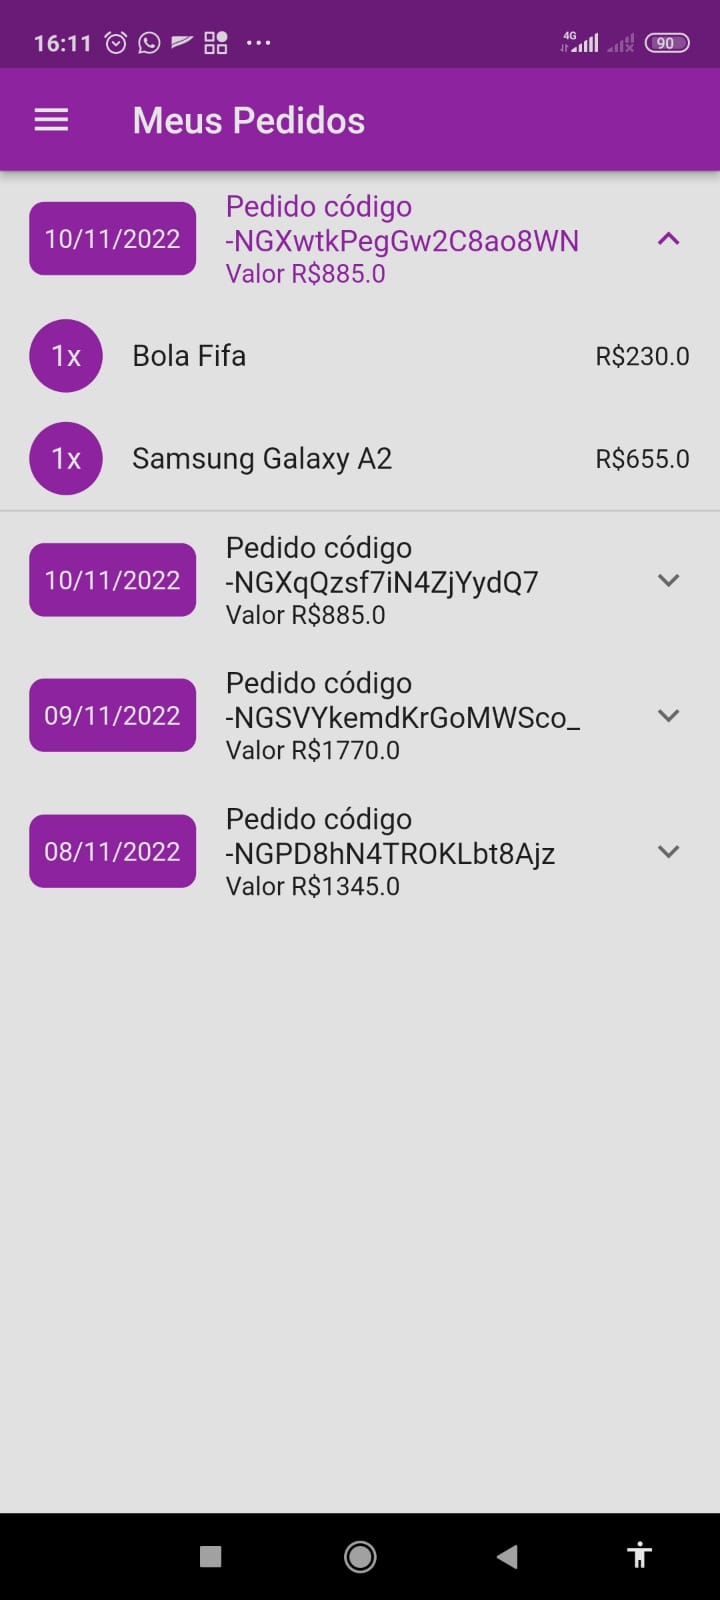 16:11 4G 90
Meus Pedidos
10/11/2022
Pedido código
-NGXwtkPegGw2C8ao8WN
Valor R$885.0
1x Bola Fifa R$230.0
1x Samsung Galaxy A2 R$655.0
10/11/2022
Pedido código
-NGXqQzsf7iN4ZjYydQ7
Valor R$885.0
09/11/2022
Pedido código
-NGSVYkemdKrGoMWSco_
Valor R$1770.0
08/11/2022
Pedido código
-NGPD8hN4TROKLbt8Ajz
Valor R$1345.0